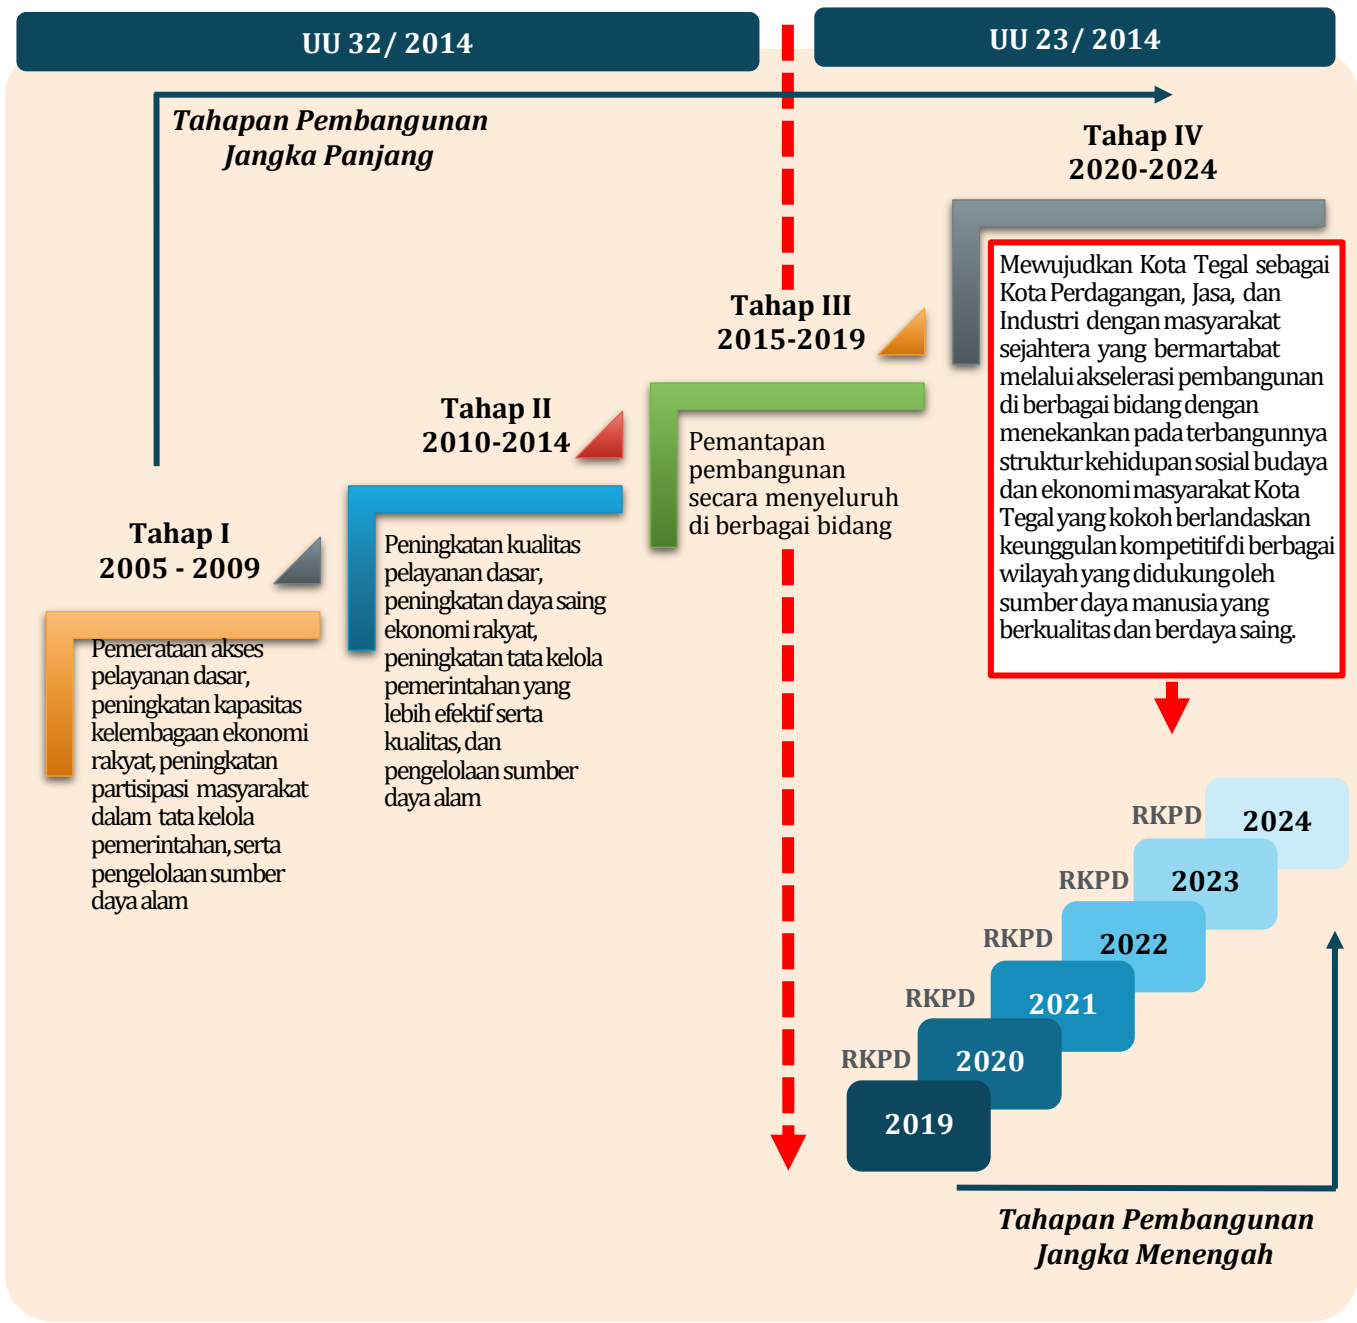 UU 32/ 2014
UU 23/ 2014
Tahapan Pembangunan
Jangka Panjang
Tahap I
2005 - 2009
Pemerataan akses
pelayanan dasar,
peningkatan kapasitas
kelembagaan ekonomi
rakyat, peningkatan
partisipasi masyarakat
dalam tata kelola
pemerintahan, serta
pengelolaan sumber
daya alam
Tahap II
2010-2014
Peningkatan kualitas
pelayanan dasar,
peningkatan daya saing
ekonomi rakyat,
peningkatan tata kelola
pemerintahan yang
lebih efektif serta
kualitas, dan
pengelolaan sumber
daya alam
Tahap III
2015-2019
Pemantapan
pembangunan
secara menyeluruh
di berbagai bidang
Tahap IV
2020-2024
Mewujudkan Kota Tegal sebagai
Kota Perdagangan, Jasa, dan
Industri dengan masyarakat
sejahtera yang bermartabat
melalui akselerasi pembangunan
di berbagai bidang dengan
menekankan pada terbangunnya
struktur kehidupan sosial budaya
dan ekonomi masyarakat Kota
Tegal yang kokoh berlandaskan
keunggulan kompetitif di berbagai
wilayah yang didukung oleh
sumber daya manusia yang
berkualitas dan berdaya saing.
RKPD
2024
RKPD
2023
RKPD
2022
RKPD
2021
RKPD
2020
2019
Tahapan Pembangunan
Jangka Menengah